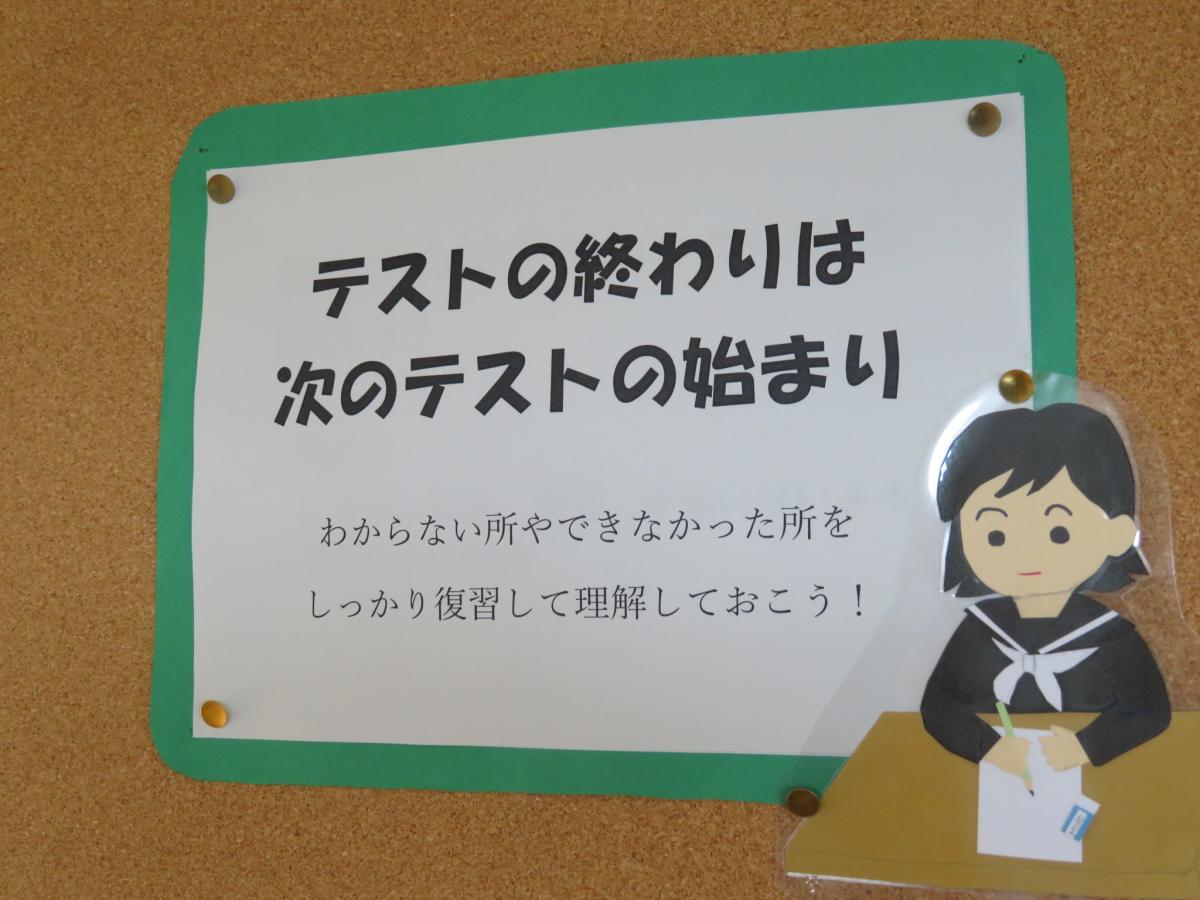 テストの終わりは
次のテストの始まり
わからない所やできなかった所を
しっかり復習して理解しておこう！